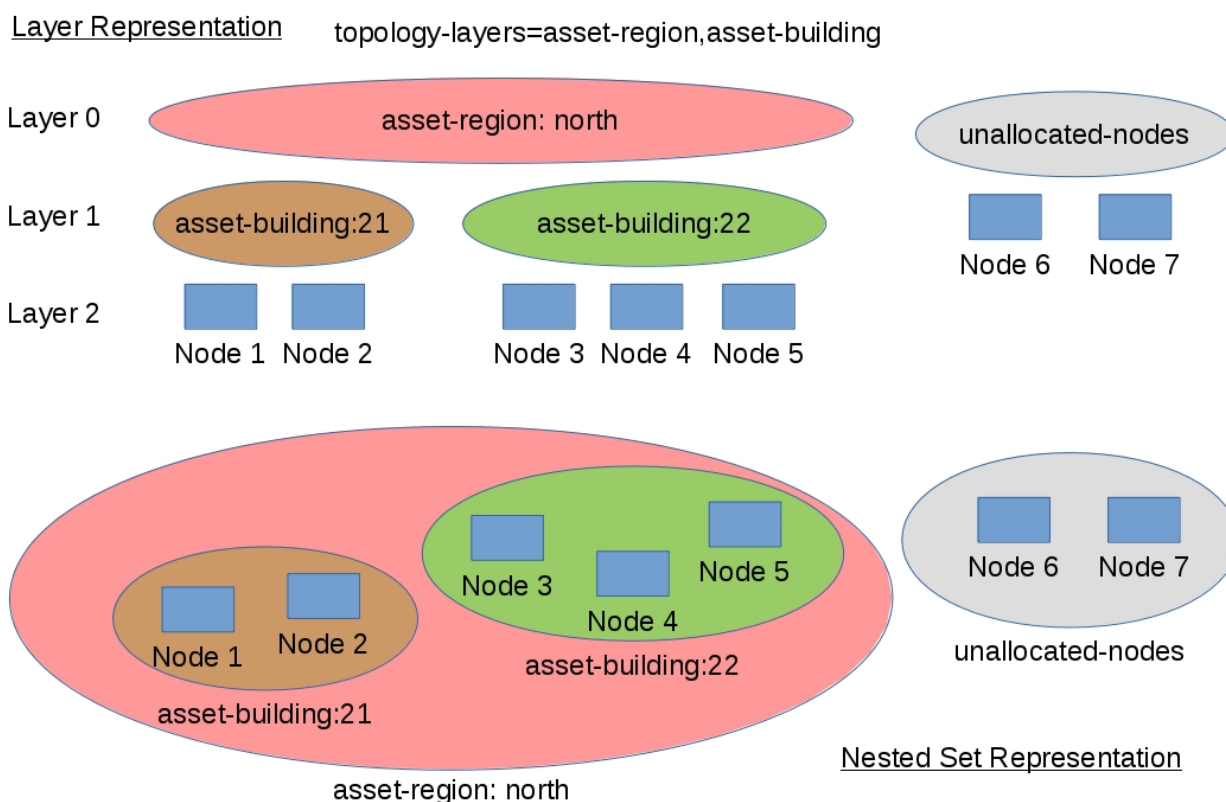 Layer Representation
topology-layers=asset-region,asset-building
Layer 0
asset-region: north
unallocated-nodes
Layer 1
asset-building:21
asset-building:22
Node 6
Node 7
Layer 2
Node 1
Node 2
Node 3
Node 4
Node 5
Node 3
Node 5
Node 4
Node 6
Node 7
Node 1
Node 2
asset-building:22
unallocated-nodes
asset-building:21
Nested Set Representation
asset-region: north